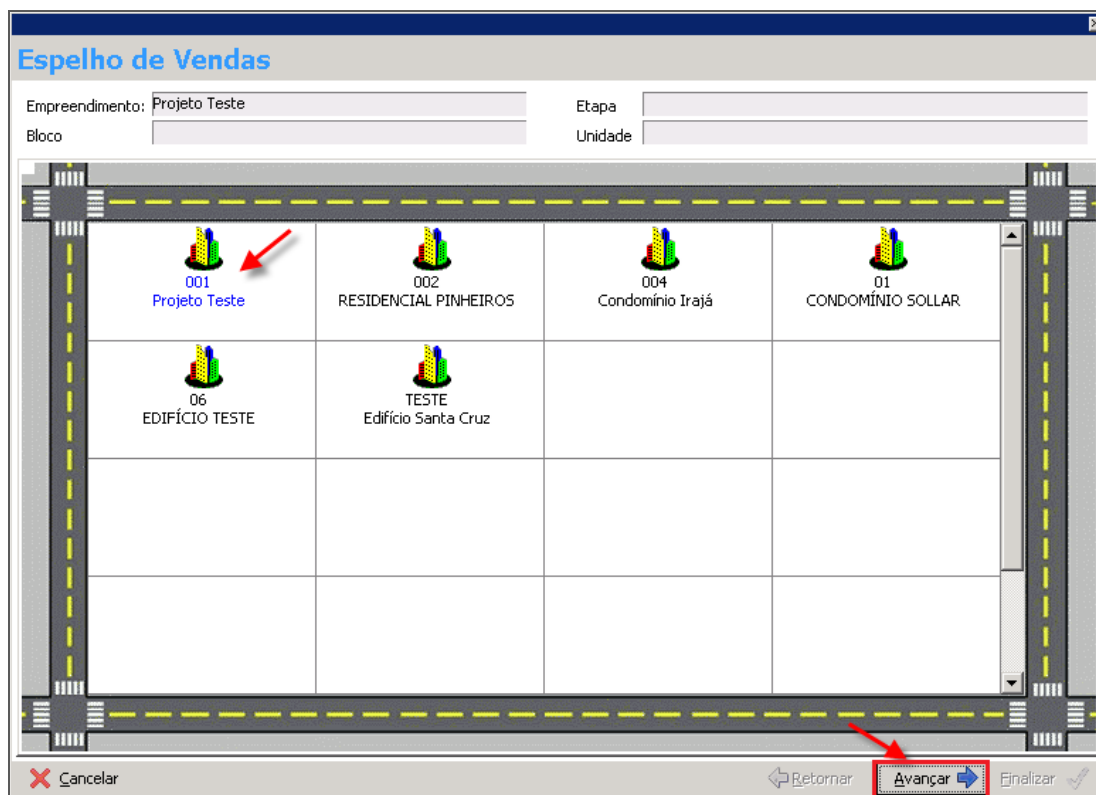 Espelho de Vendas
Empreendimento: Projeto Teste
Etapa
Bloco
Unidade
001
Projeto Teste
002
RESIDENCIAL PINHEIROS
004
Condomínio Irajá
01
CONDOMÍNIO SOLLAR
06
EDIFÍCIO TESTE
TESTE
Edifício Santa Cruz
Cancelar
Retornar
Avançar
Finalizar